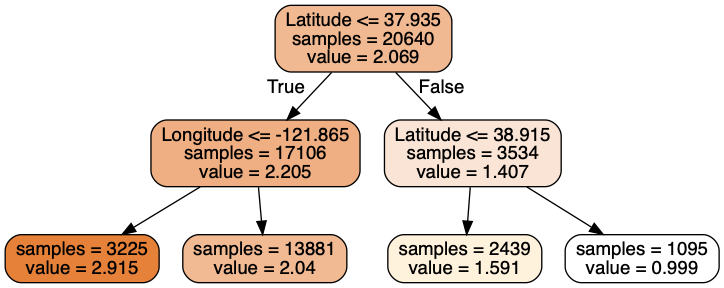 Latitude <= 37.935
samples = 20640
value = 2.069
True
False
Longitude <= -121.865
samples = 17106
value = 2.205
Latitude <= 38.915
samples = 3534
value = 1.407
samples = 3225
value = 2.915
samples = 13881
value = 2.04
samples = 2439
value = 1.591
samples = 1095
value = 0.999